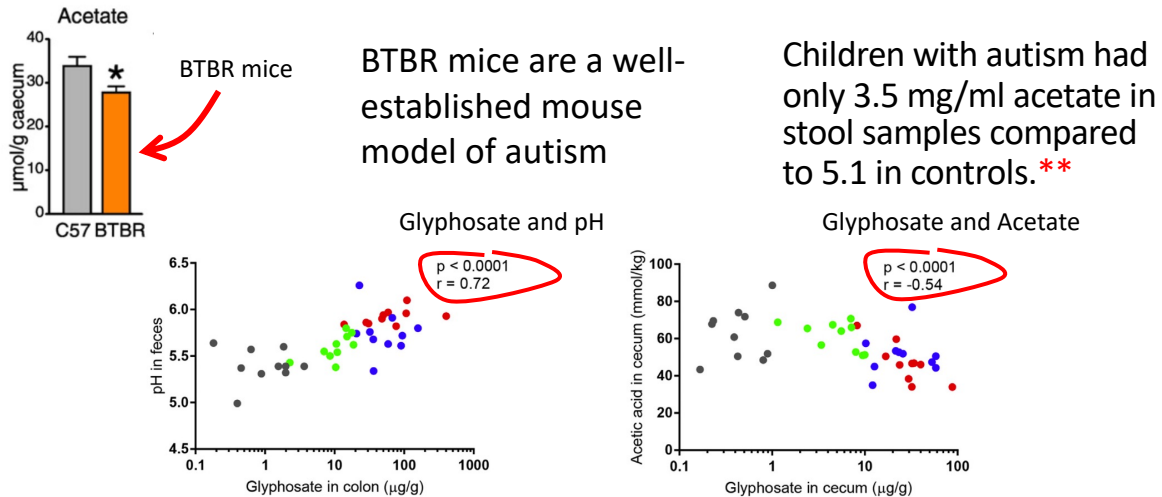 Acetate
µmol/g caecum
40
30
20
10
0
*
C57 BTBR
BTBR mice
BTBR mice are a well-
established mouse
model of autism
Children with autism had
only 3.5 mg/ml acetate in
stool samples compared
to 5.1 in controls.**
Glyphosate and pH
p < 0.0001
r = 0.72
pH in feces
6.5
6.0
5.5
5.0
4.5
0.1 1 10 100 1000
Glyphosate in colon (µg/g)
Glyphosate and Acetate
p < 0.0001
r = -0.54
Acetic acid in cecum (mmol/kg)
100
80
60
40
20
0
0.1 1 10 100
Glyphosate in cecum (µg/g)